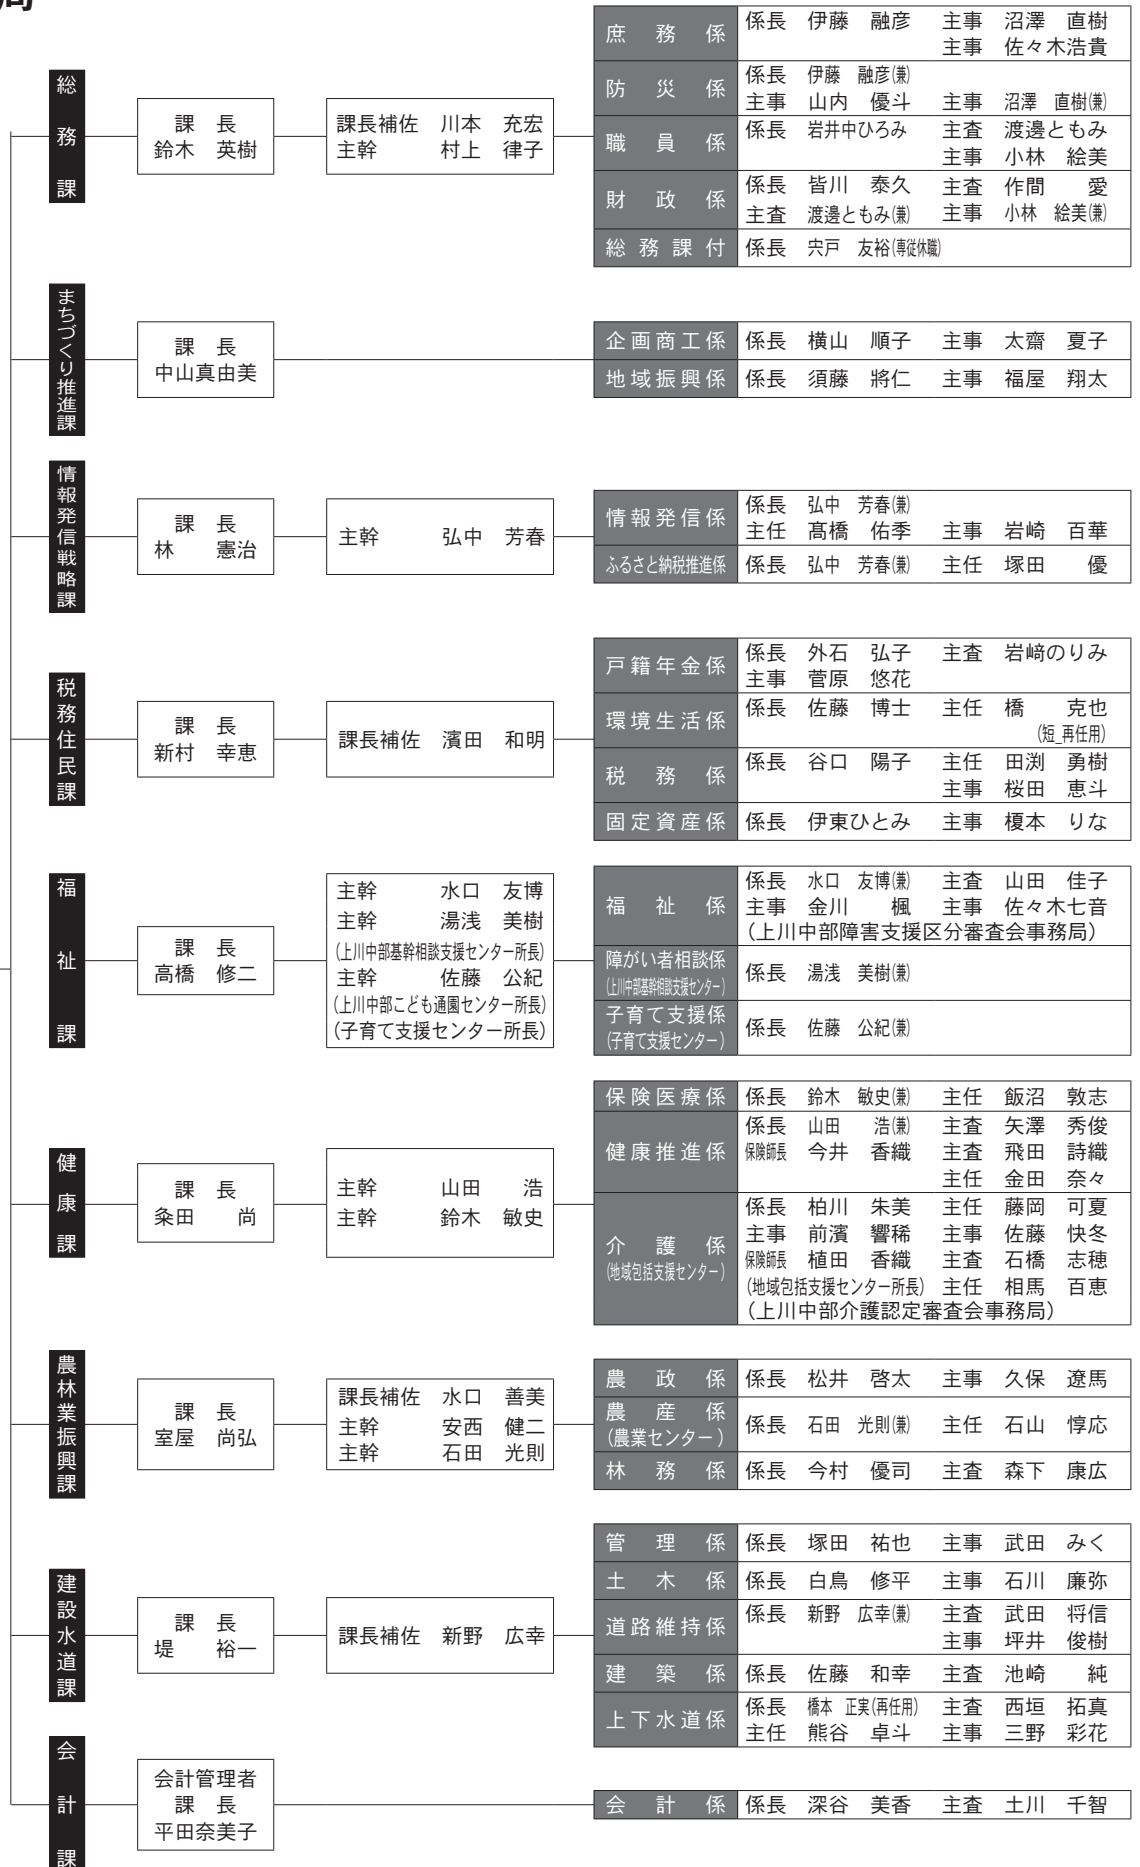 局
総務課
課　長
鈴木　英樹
課長補佐　川本　充宏
主幹　村上　律子
庶務係
係長　伊藤　融彦　主事　沼澤　直樹
主事　佐々木浩貴
防災係
係長　伊藤　融彦(兼)
主事　山内　優斗　主事　沼澤　直樹(兼)
職員係
係長　岩井中ひろみ　主査　渡邊ともみ
主事　小林　絵美
財政係
係長　皆川　泰久　主査　作間　愛
主査　渡邊ともみ(兼)　主事　小林　絵美(兼)
総務課付
係長　宍戸　友裕(専従休職)
まちづくり推進課
課　長
中山真由美
企画商工係
係長　横山　順子　主事　太齋　夏子
地域振興係
係長　須藤　將仁　主事　福屋　翔太
情報発信戦略課
課　長
林　憲治
主幹　弘中　芳春
情報発信係
係長　弘中　芳春(兼)
主任　髙橋　佑季　主事　岩崎　百華
ふるさと納税推進係
係長　弘中　芳春(兼)　主任　塚田　優
税務住民課
課　長
新村　幸恵
課長補佐　濱田　和明
戸籍年金係
係長　外石　弘子　主査　岩﨑のりみ
主事　菅原　悠花
環境生活係
係長　佐藤　博士　主任　橋　克也
(短_再任用)
税務係
係長　谷口　陽子　主任　田渕　勇樹
主事　桜田　恵斗
固定資産係
係長　伊東ひとみ　主事　榎本　りな
福祉課
課　長
高橋　修二
主幹　水口　友博
主幹　湯浅　美樹
(上川中部基幹相談支援センター所長)
主幹　佐藤　公紀
(上川中部こども通園センター所長)
(子育て支援センター所長)
福祉係
係長　水口　友博(兼)　主査　山田　佳子
主事　金川　楓　主事　佐々木七音
(上川中部障害支援区分審査会事務局)
障がい者相談係
(上川中部基幹相談支援センター)
係長　湯浅　美樹(兼)
子育て支援係
(子育て支援センター)
係長　佐藤　公紀(兼)
健康課
課　長
粂田　尚
主幹　山田　浩
主幹　鈴木　敏史
保険医療係
係長　鈴木　敏史(兼)　主任　飯沼　敦志
健康推進係
係長　山田　浩(兼)　主査　矢澤　秀俊
保険師長　今井　香織　主査　飛田　詩織
主任　金田　奈々
介護係
(地域包括支援センター)
係長　柏川　朱美　主任　藤岡　可夏
主事　前濱　響稀　主事　佐藤　快冬
保険師長　植田　香織　主査　石橋　志穂
(地域包括支援センター所長)　主任　相馬　百恵
(上川中部介護認定審査会事務局)
農林業振興課
課　長
室屋　尚弘
課長補佐　水口　善美
主幹　安西　健二
主幹　石田　光則
農政係
係長　松井　啓太　主事　久保　遼馬
農産係
(農業センター)
係長　石田　光則(兼)　主任　石山　惇応
林務係
係長　今村　優司　主査　森下　康広
建設水道課
課　長
堤　裕一
課長補佐　新野　広幸
管理係
係長　塚田　祐也　主事　武田　みく
土木係
係長　白鳥　修平　主事　石川　廉弥
道路維持係
係長　新野　広幸(兼)　主査　武田　将信
主事　坪井　俊樹
建築係
係長　佐藤　和幸　主査　池崎　純
上下水道係
係長　橋本　正実(再任用)　主査　西垣　拓真
主任　熊谷　卓斗　主事　三野　彩花
会計課
会計管理者
課　長
平田奈美子
会計係
係長　深谷　美香　主査　土川　千智